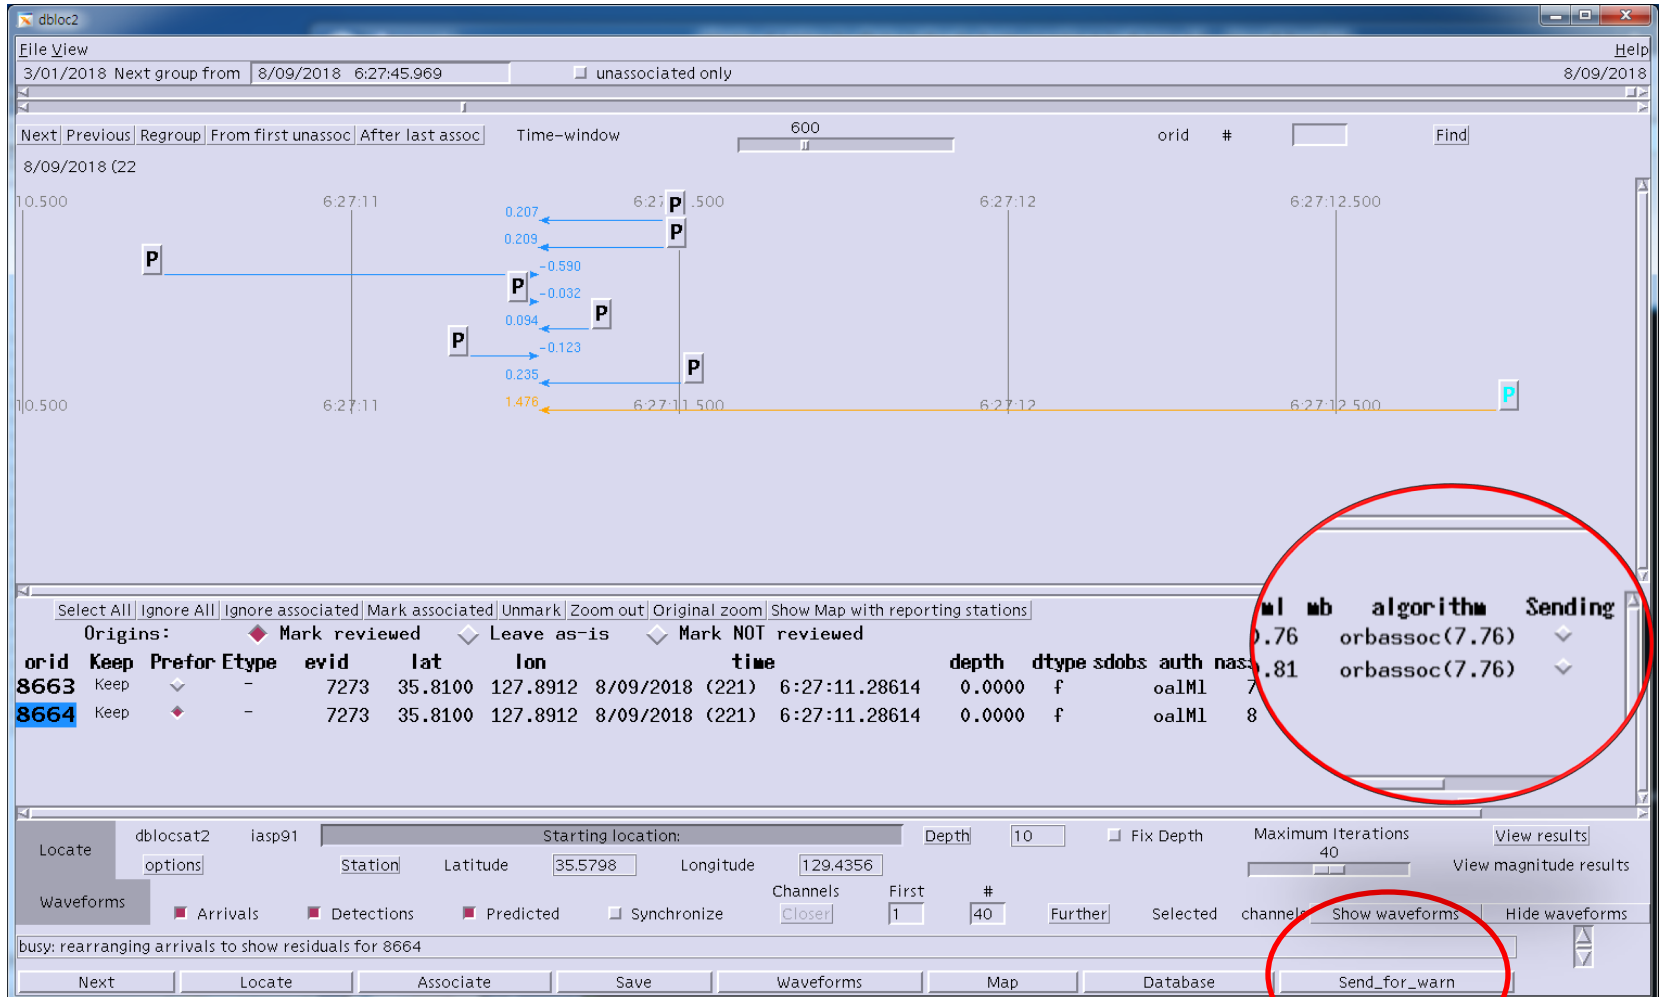 dbloc2
File View Help
3/01/2018 Next group from 8/09/2018 6:27:45.969 unassociated only 8/09/2018
Next Previous Regroup From first unassoc After last assoc Time-window 600 orid # Find
8/09/2018 (22
10.500 6:27:11 6:27 .500 6:27:12 6:27:12.500
0.207 P
0.209 P
P -0.590
P -0.032
0.094 P
P -0.123
0.235 P
1.476 P
10.500 6:27:11 6:27:11.500 6:27:12 6:27:12.500
Select All Ignore All Ignore associated Mark associated Unmark Zoom out Original zoom Show Map with reporting stations
Origins: Mark reviewed Leave as-is Mark NOT reviewed
orid Keep Prefor Etype evid lat lon time depth dtype sdobs auth nass ml mb algorithm Sending
8663 Keep - 7273 35.8100 127.8912 8/09/2018 (221) 6:27:11.28614 0.0000 f oalMl 7 .76 orbassoc(7.76)
8664 Keep - 7273 35.8100 127.8912 8/09/2018 (221) 6:27:11.28614 0.0000 f oalMl 8 .81 orbassoc(7.76)
Locate dblocsat2 iasp91 Starting location: Depth 10 Fix Depth Maximum Iterations View results
options Station Latitude 35.5798 Longitude 129.4356 40 View magnitude results
Waveforms Arrivals Detections Predicted Synchronize Channels Closer First 1 # 40 Further Selected channels Show waveforms Hide waveforms
busy: rearranging arrivals to show residuals for 8664
Next Locate Associate Save Waveforms Map Database Send_for_warn